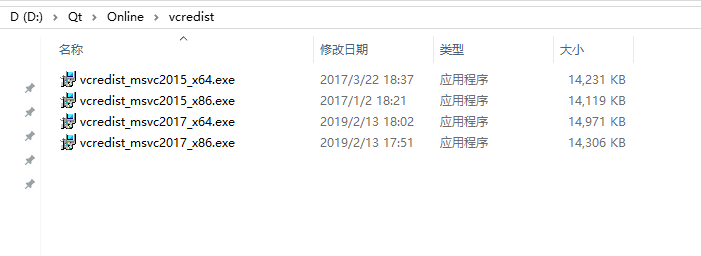 D (D:) > Qt > Online > vcredist
名称 修改日期 类型 大小
vcredist_msvc2015_x64.exe 2017/3/22 18:37 应用程序 14,231 KB
vcredist_msvc2015_x86.exe 2017/1/2 18:21 应用程序 14,119 KB
vcredist_msvc2017_x64.exe 2019/2/13 18:02 应用程序 14,971 KB
vcredist_msvc2017_x86.exe 2019/2/13 17:51 应用程序 14,306 KB